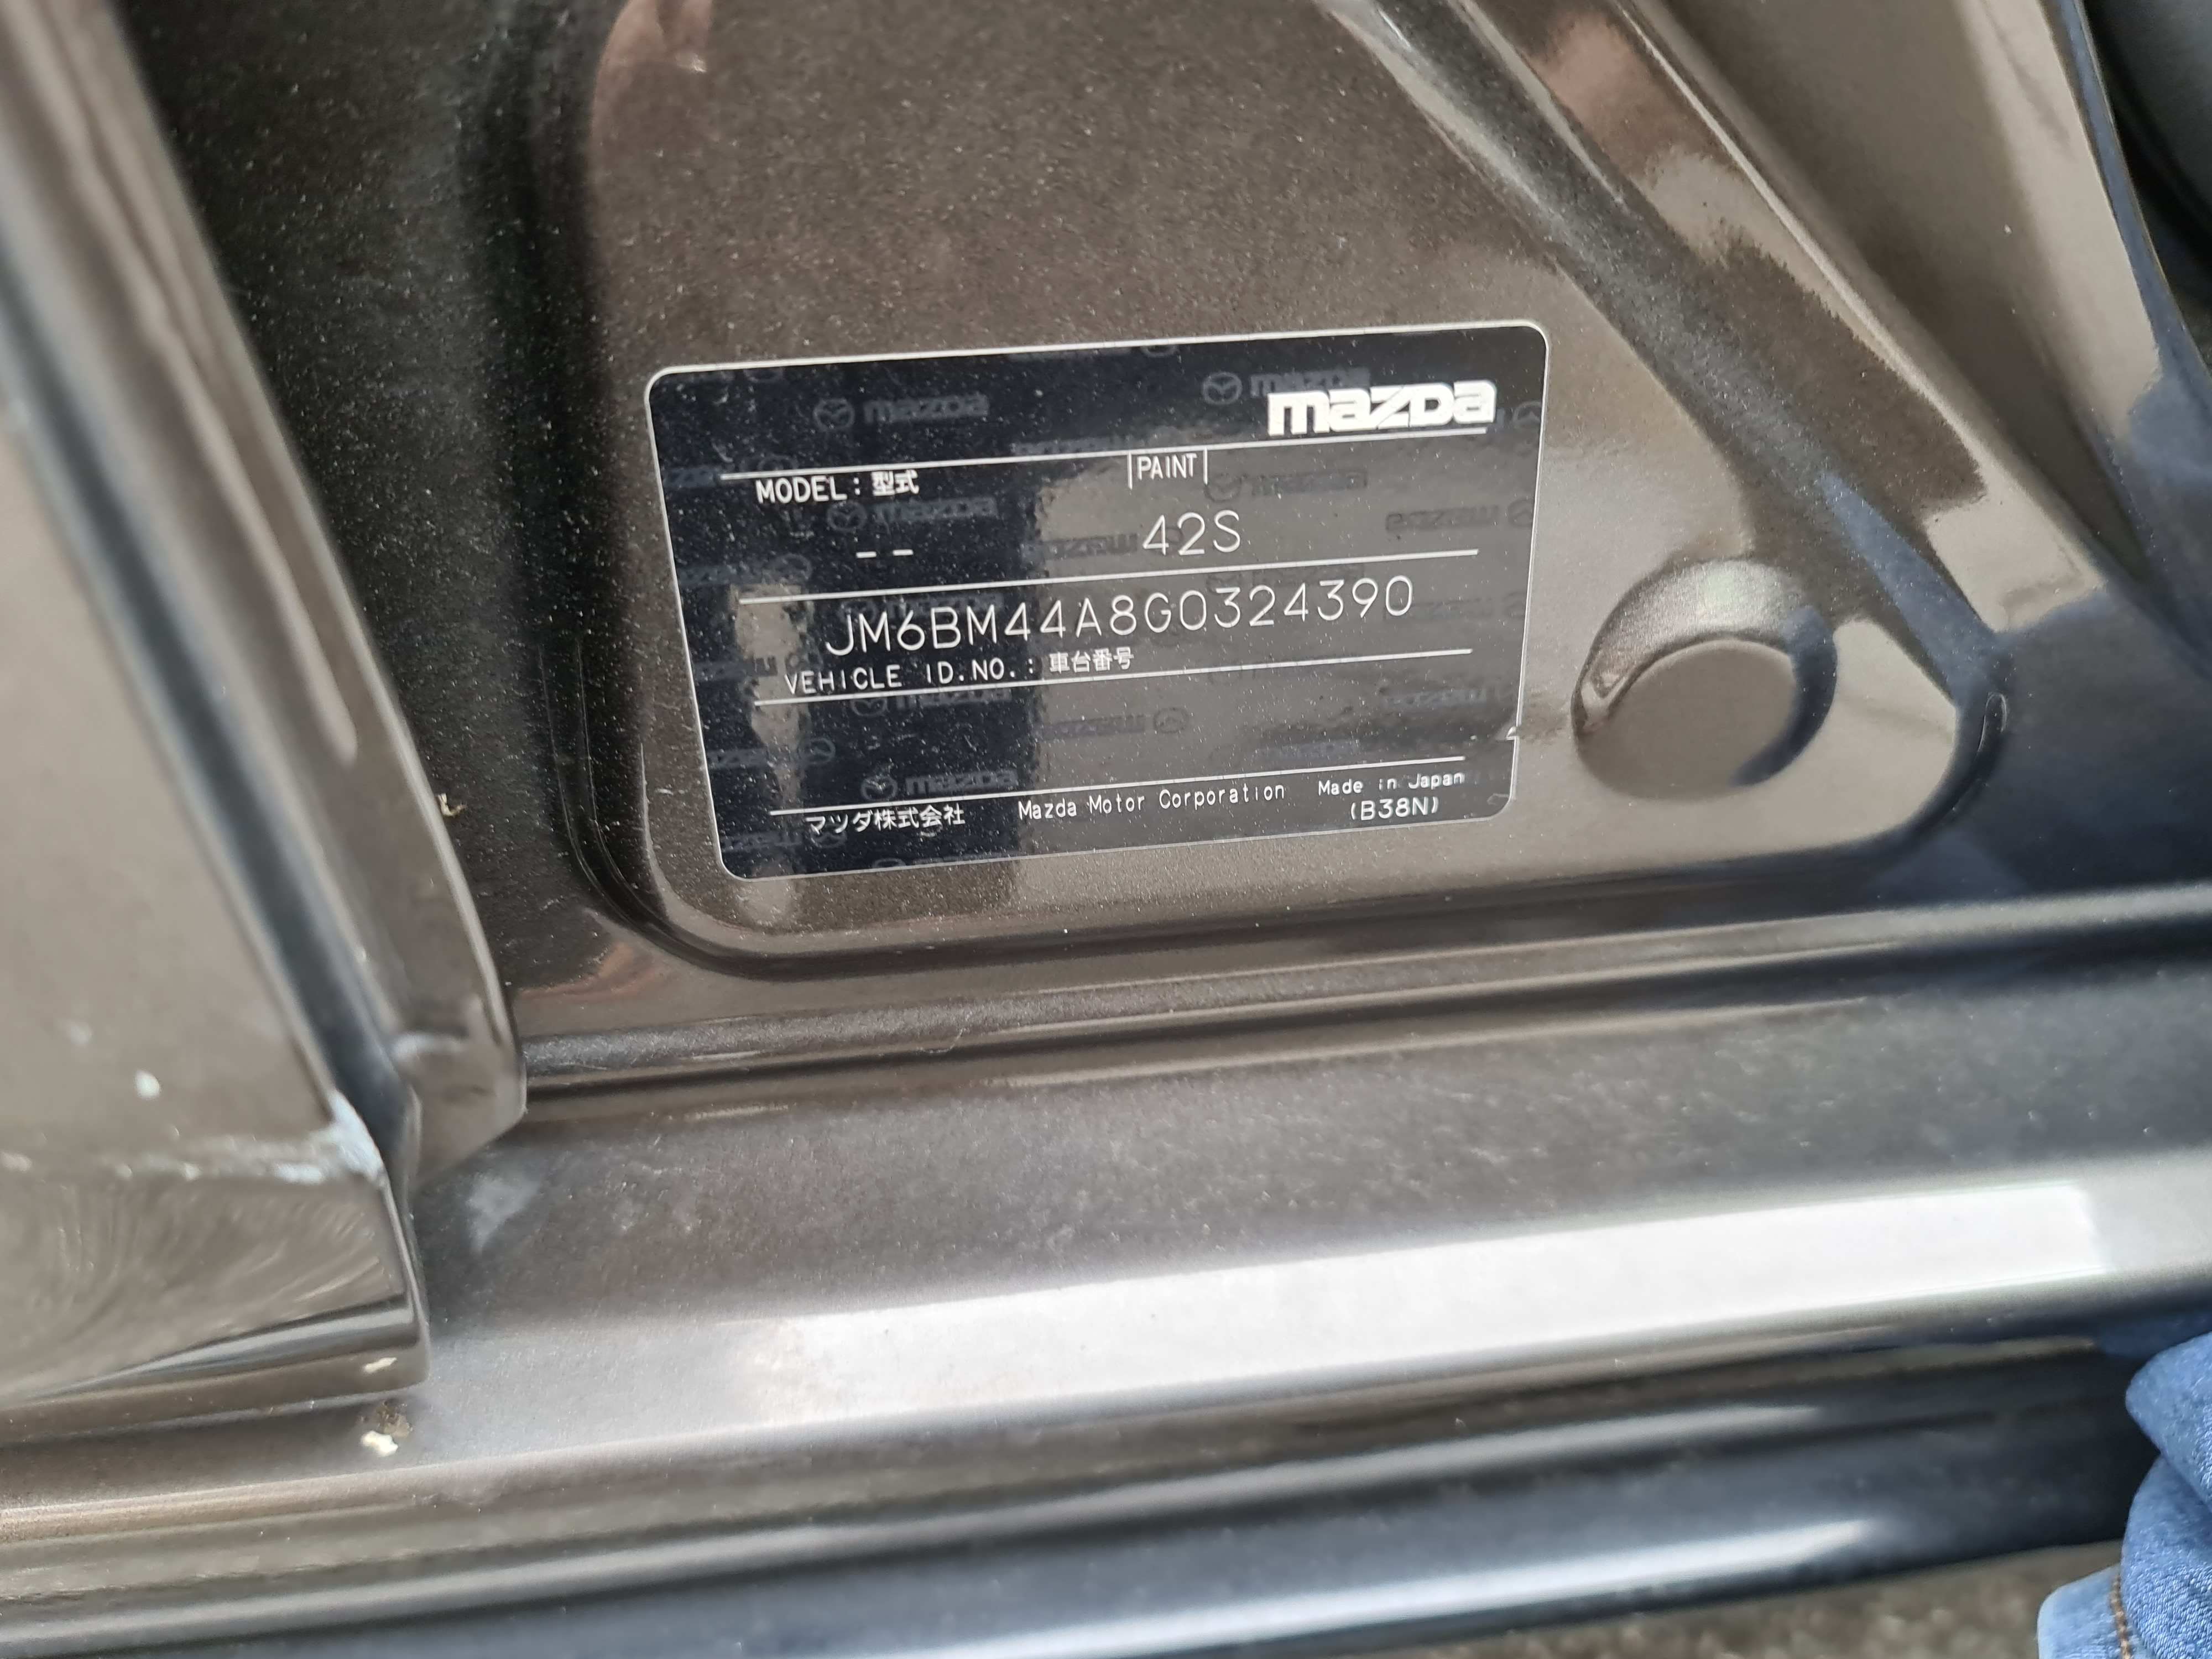 mazda
MODEL: 型式 PAINT
-- 42S
JM6BM44A8G0324390
VEHICLE ID.NO.: 車台番号
マツダ株式会社 Mazda Motor Corporation Made in Japan
(B38N)